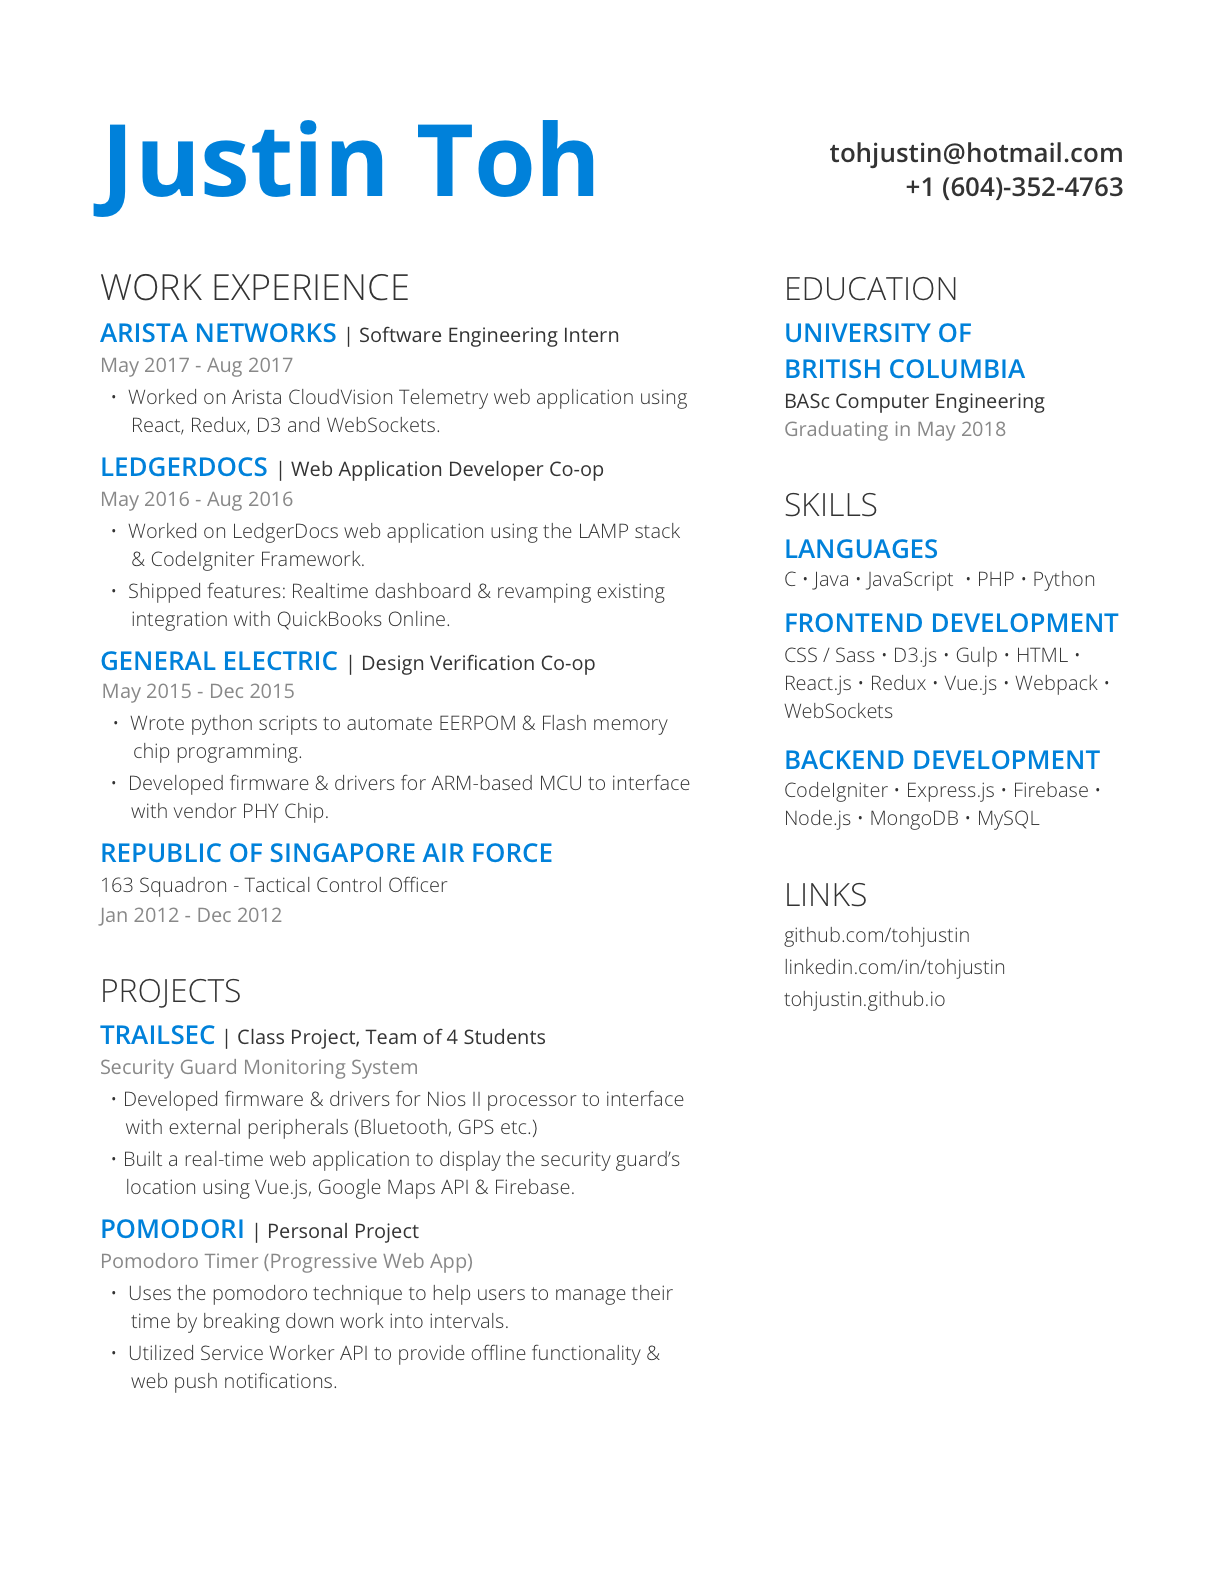 Justin Toh
tohjustin@hotmail.com
+1 (604)-352-4763
WORK EXPERIENCE
ARISTA NETWORKS | Software Engineering Intern
May 2017 - Aug 2017
• Worked on Arista CloudVision Telemetry web application using
React, Redux, D3 and WebSockets.
LEDGERDOCS | Web Application Developer Co-op
May 2016 - Aug 2016
• Worked on LedgerDocs web application using the LAMP stack
& CodeIgniter Framework.
• Shipped features: Realtime dashboard & revamping existing
integration with QuickBooks Online.
GENERAL ELECTRIC | Design Verification Co-op
May 2015 - Dec 2015
• Wrote python scripts to automate EERPOM & Flash memory
chip programming.
• Developed firmware & drivers for ARM-based MCU to interface
with vendor PHY Chip.
REPUBLIC OF SINGAPORE AIR FORCE
163 Squadron - Tactical Control Officer
Jan 2012 - Dec 2012
PROJECTS
TRAILSEC | Class Project, Team of 4 Students
Security Guard Monitoring System
• Developed firmware & drivers for Nios II processor to interface
with external peripherals (Bluetooth, GPS etc.)
• Built a real-time web application to display the security guard’s
location using Vue.js, Google Maps API & Firebase.
POMODORI | Personal Project
Pomodoro Timer (Progressive Web App)
• Uses the pomodoro technique to help users to manage their
time by breaking down work into intervals.
• Utilized Service Worker API to provide offline functionality &
web push notifications.
EDUCATION
UNIVERSITY OF
BRITISH COLUMBIA
BASc Computer Engineering
Graduating in May 2018
SKILLS
LANGUAGES
C • Java • JavaScript • PHP • Python
FRONTEND DEVELOPMENT
CSS / Sass • D3.js • Gulp • HTML •
React.js • Redux • Vue.js • Webpack •
WebSockets
BACKEND DEVELOPMENT
CodeIgniter • Express.js • Firebase •
Node.js • MongoDB • MySQL
LINKS
github.com/tohjustin
linkedin.com/in/tohjustin
tohjustin.github.io